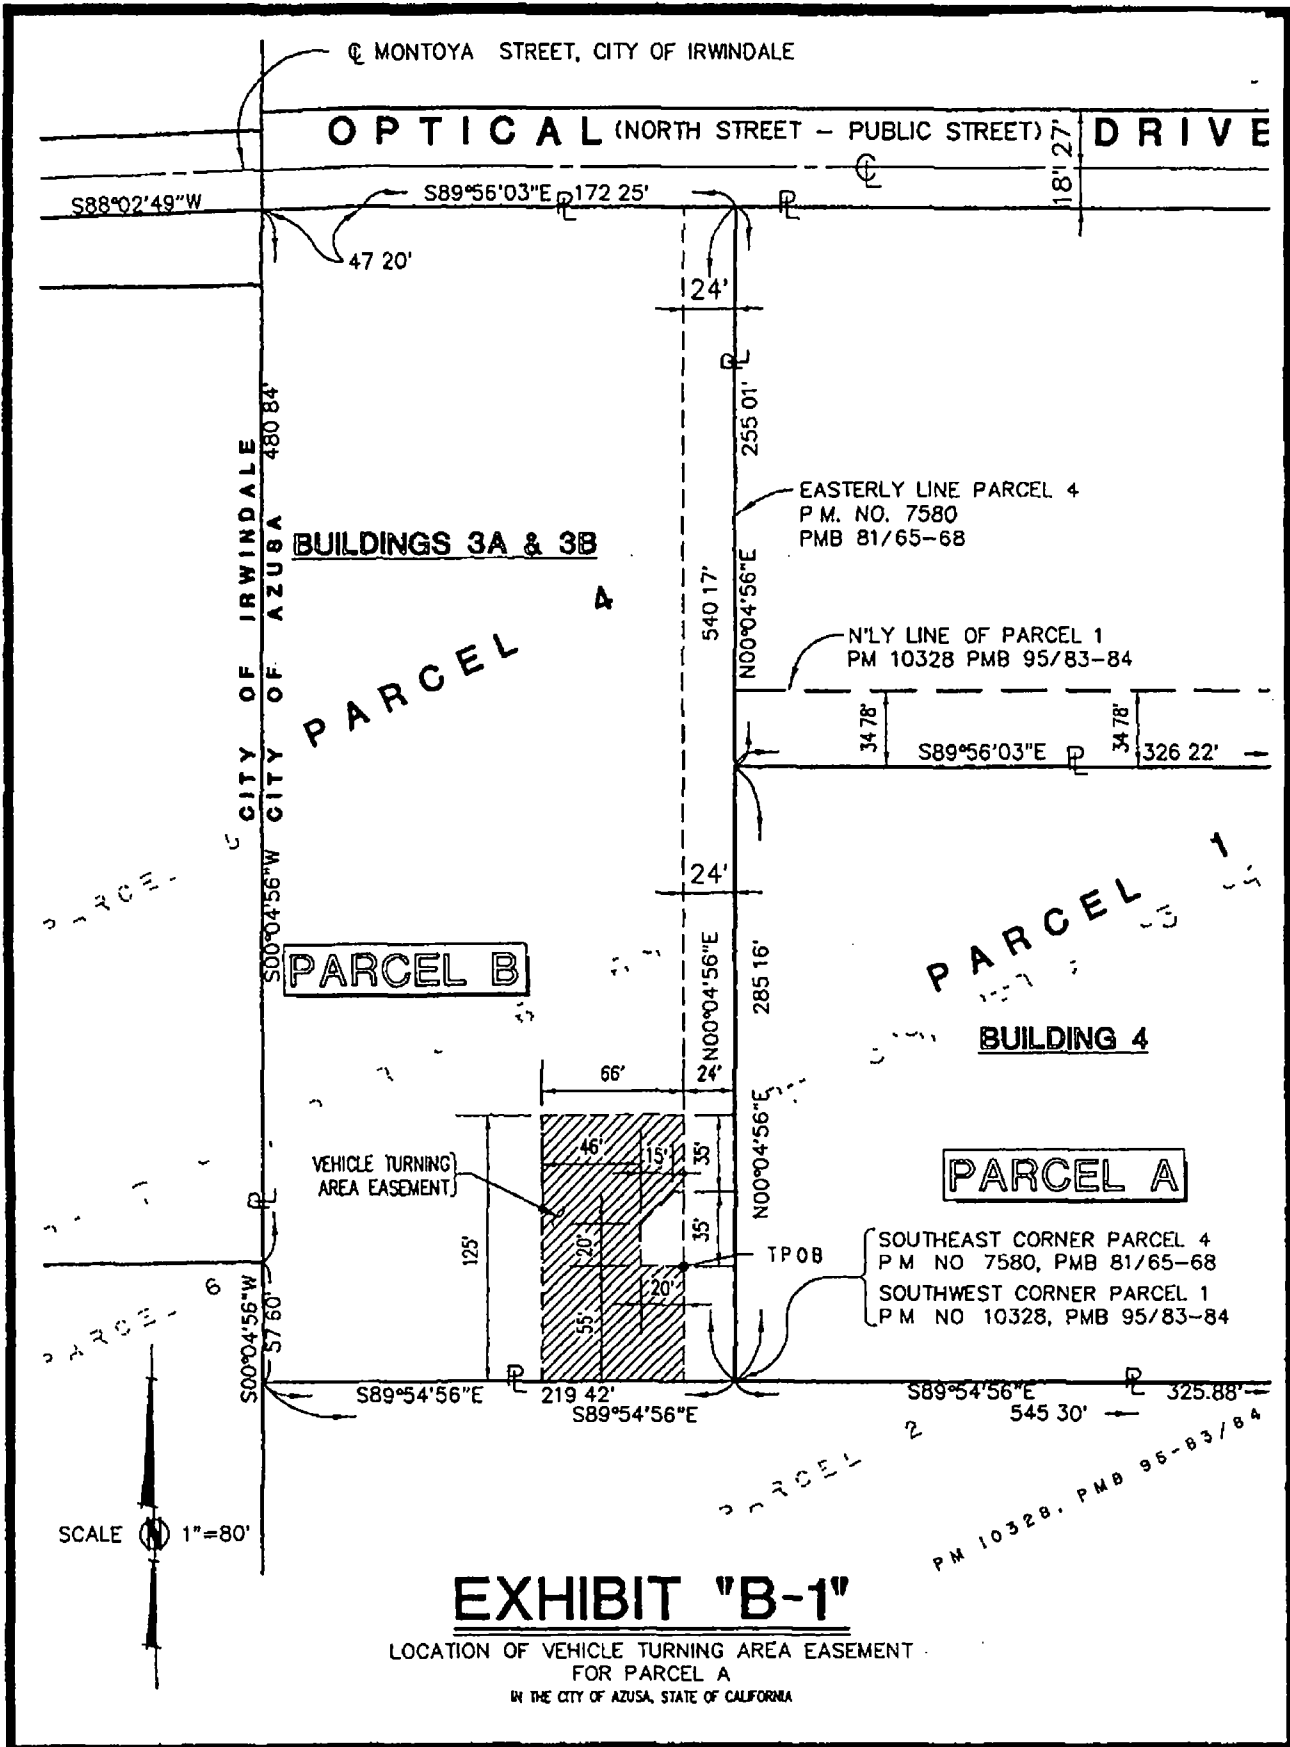 ℄ MONTOYA STREET, CITY OF IRWINDALE
OPTICAL (NORTH STREET - PUBLIC STREET) DRIVE
27'
18'
S88°02'49"W
S89°56'03"E 172 25'
47 20'
24'
480 84'
255 01'
CITY OF IRWINDALE
CITY OF AZUSA
EASTERLY LINE PARCEL 4
P M. NO. 7580
PMB 81/65-68
BUILDINGS 3A & 3B
PARCEL 4
540 17'
N00°04'56"E
N'LY LINE OF PARCEL 1
PM 10328 PMB 95/83-84
34 78'
34 78'
S89°56'03"E
326 22'
24'
S00°04'56"W
PARCEL B
N00°04'56"E
285 16'
PARCEL 1
BUILDING 4
66'
24'
N00°04'56"E
46'
15'
35'
VEHICLE TURNING
AREA EASEMENT
PARCEL A
125'
20'
35'
TPOB
SOUTHEAST CORNER PARCEL 4
P M NO 7580, PMB 81/65-68
SOUTHWEST CORNER PARCEL 1
P M NO 10328, PMB 95/83-84
6
20'
55'
S00°04'56"W
57 60'
S89°54'56"E
219 42'
S89°54'56"E
S89°54'56"E
325.88'
545 30'
PARCEL 2
PM 10328, PMB 95-83/84
SCALE N 1"=80'
EXHIBIT "B-1"
LOCATION OF VEHICLE TURNING AREA EASEMENT
FOR PARCEL A
IN THE CITY OF AZUSA, STATE OF CALIFORNIA